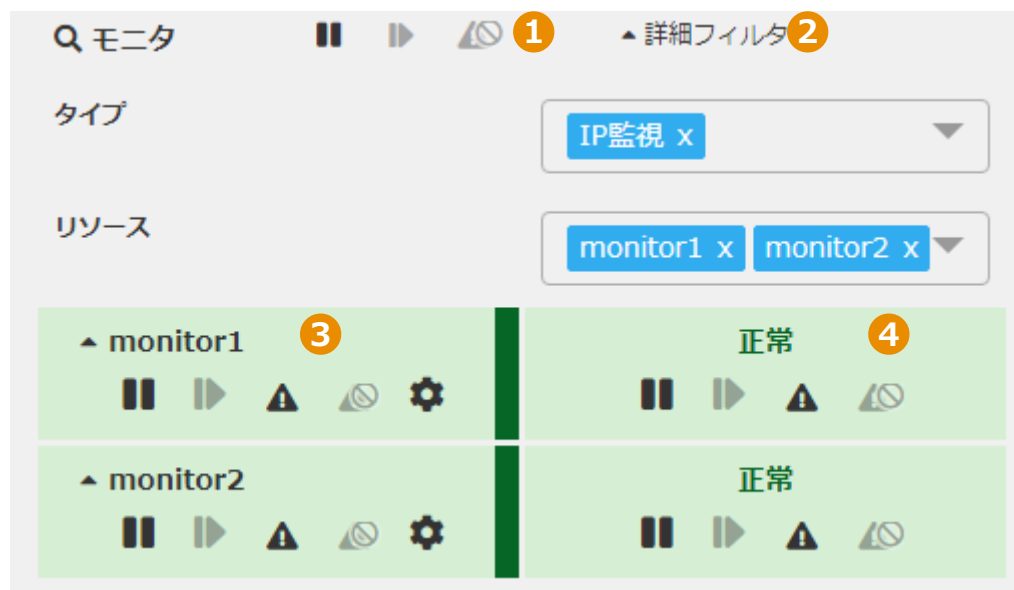 モニタ 1 詳細フィルタ 2
タイプ
IP監視 x
リソース
monitor1 x monitor2 x
monitor1 3 正常 4
monitor2 正常